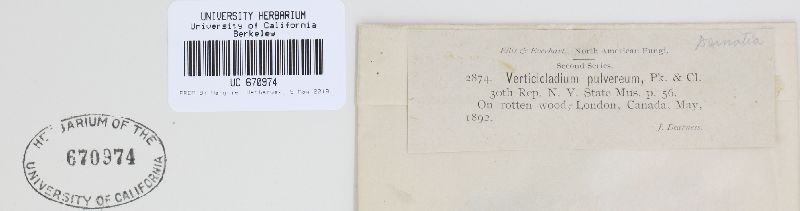 UNIVERSITY HERBARIUM
University of California
Berkeley
UC 670974
HERBARIUM OF THE
670974
UNIVERSITY OF CALIFORNIA
Ellis & Everhart. North American Fungi.
Second Series.
2874. Verticicladium pulvereum, P'k. & Cl.
30th Rep. N. Y. State Mus. p. 56.
On rotten wood, London, Canada. May,
1892.
J. Dearness.